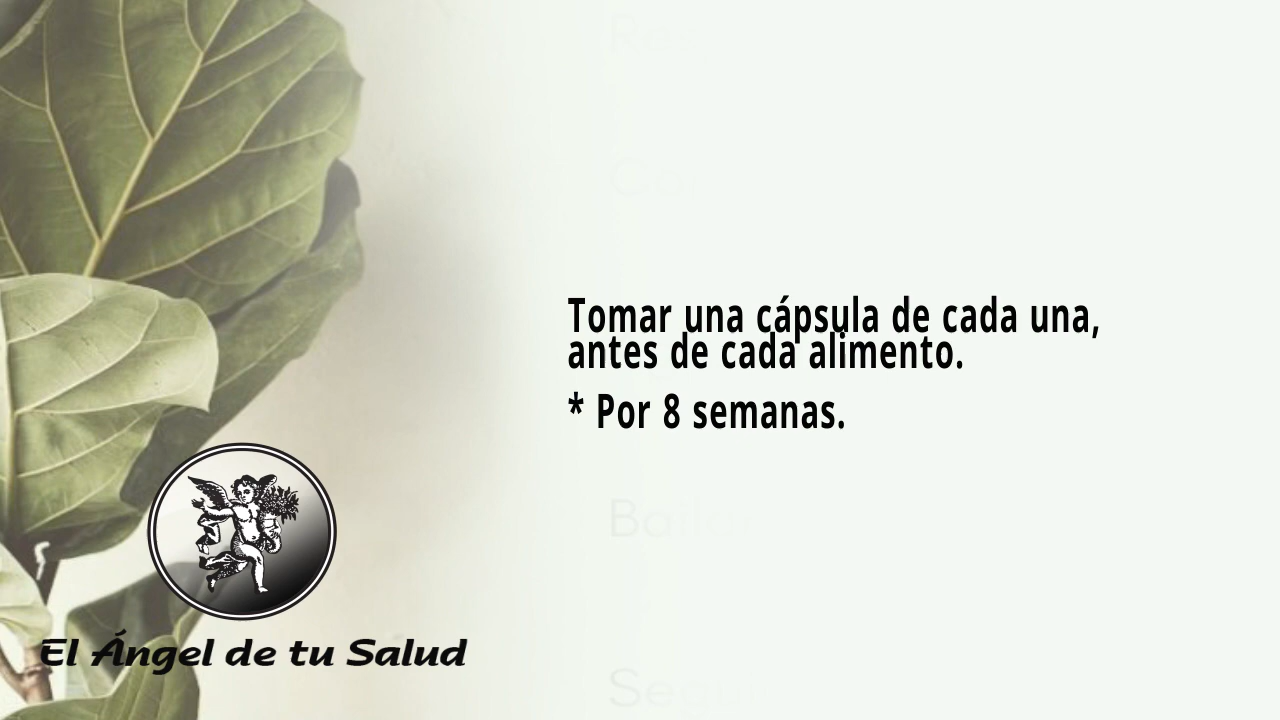 Tomar una cápsula de cada una,
antes de cada alimento.
* Por 8 semanas.
El Ángel de tu Salud